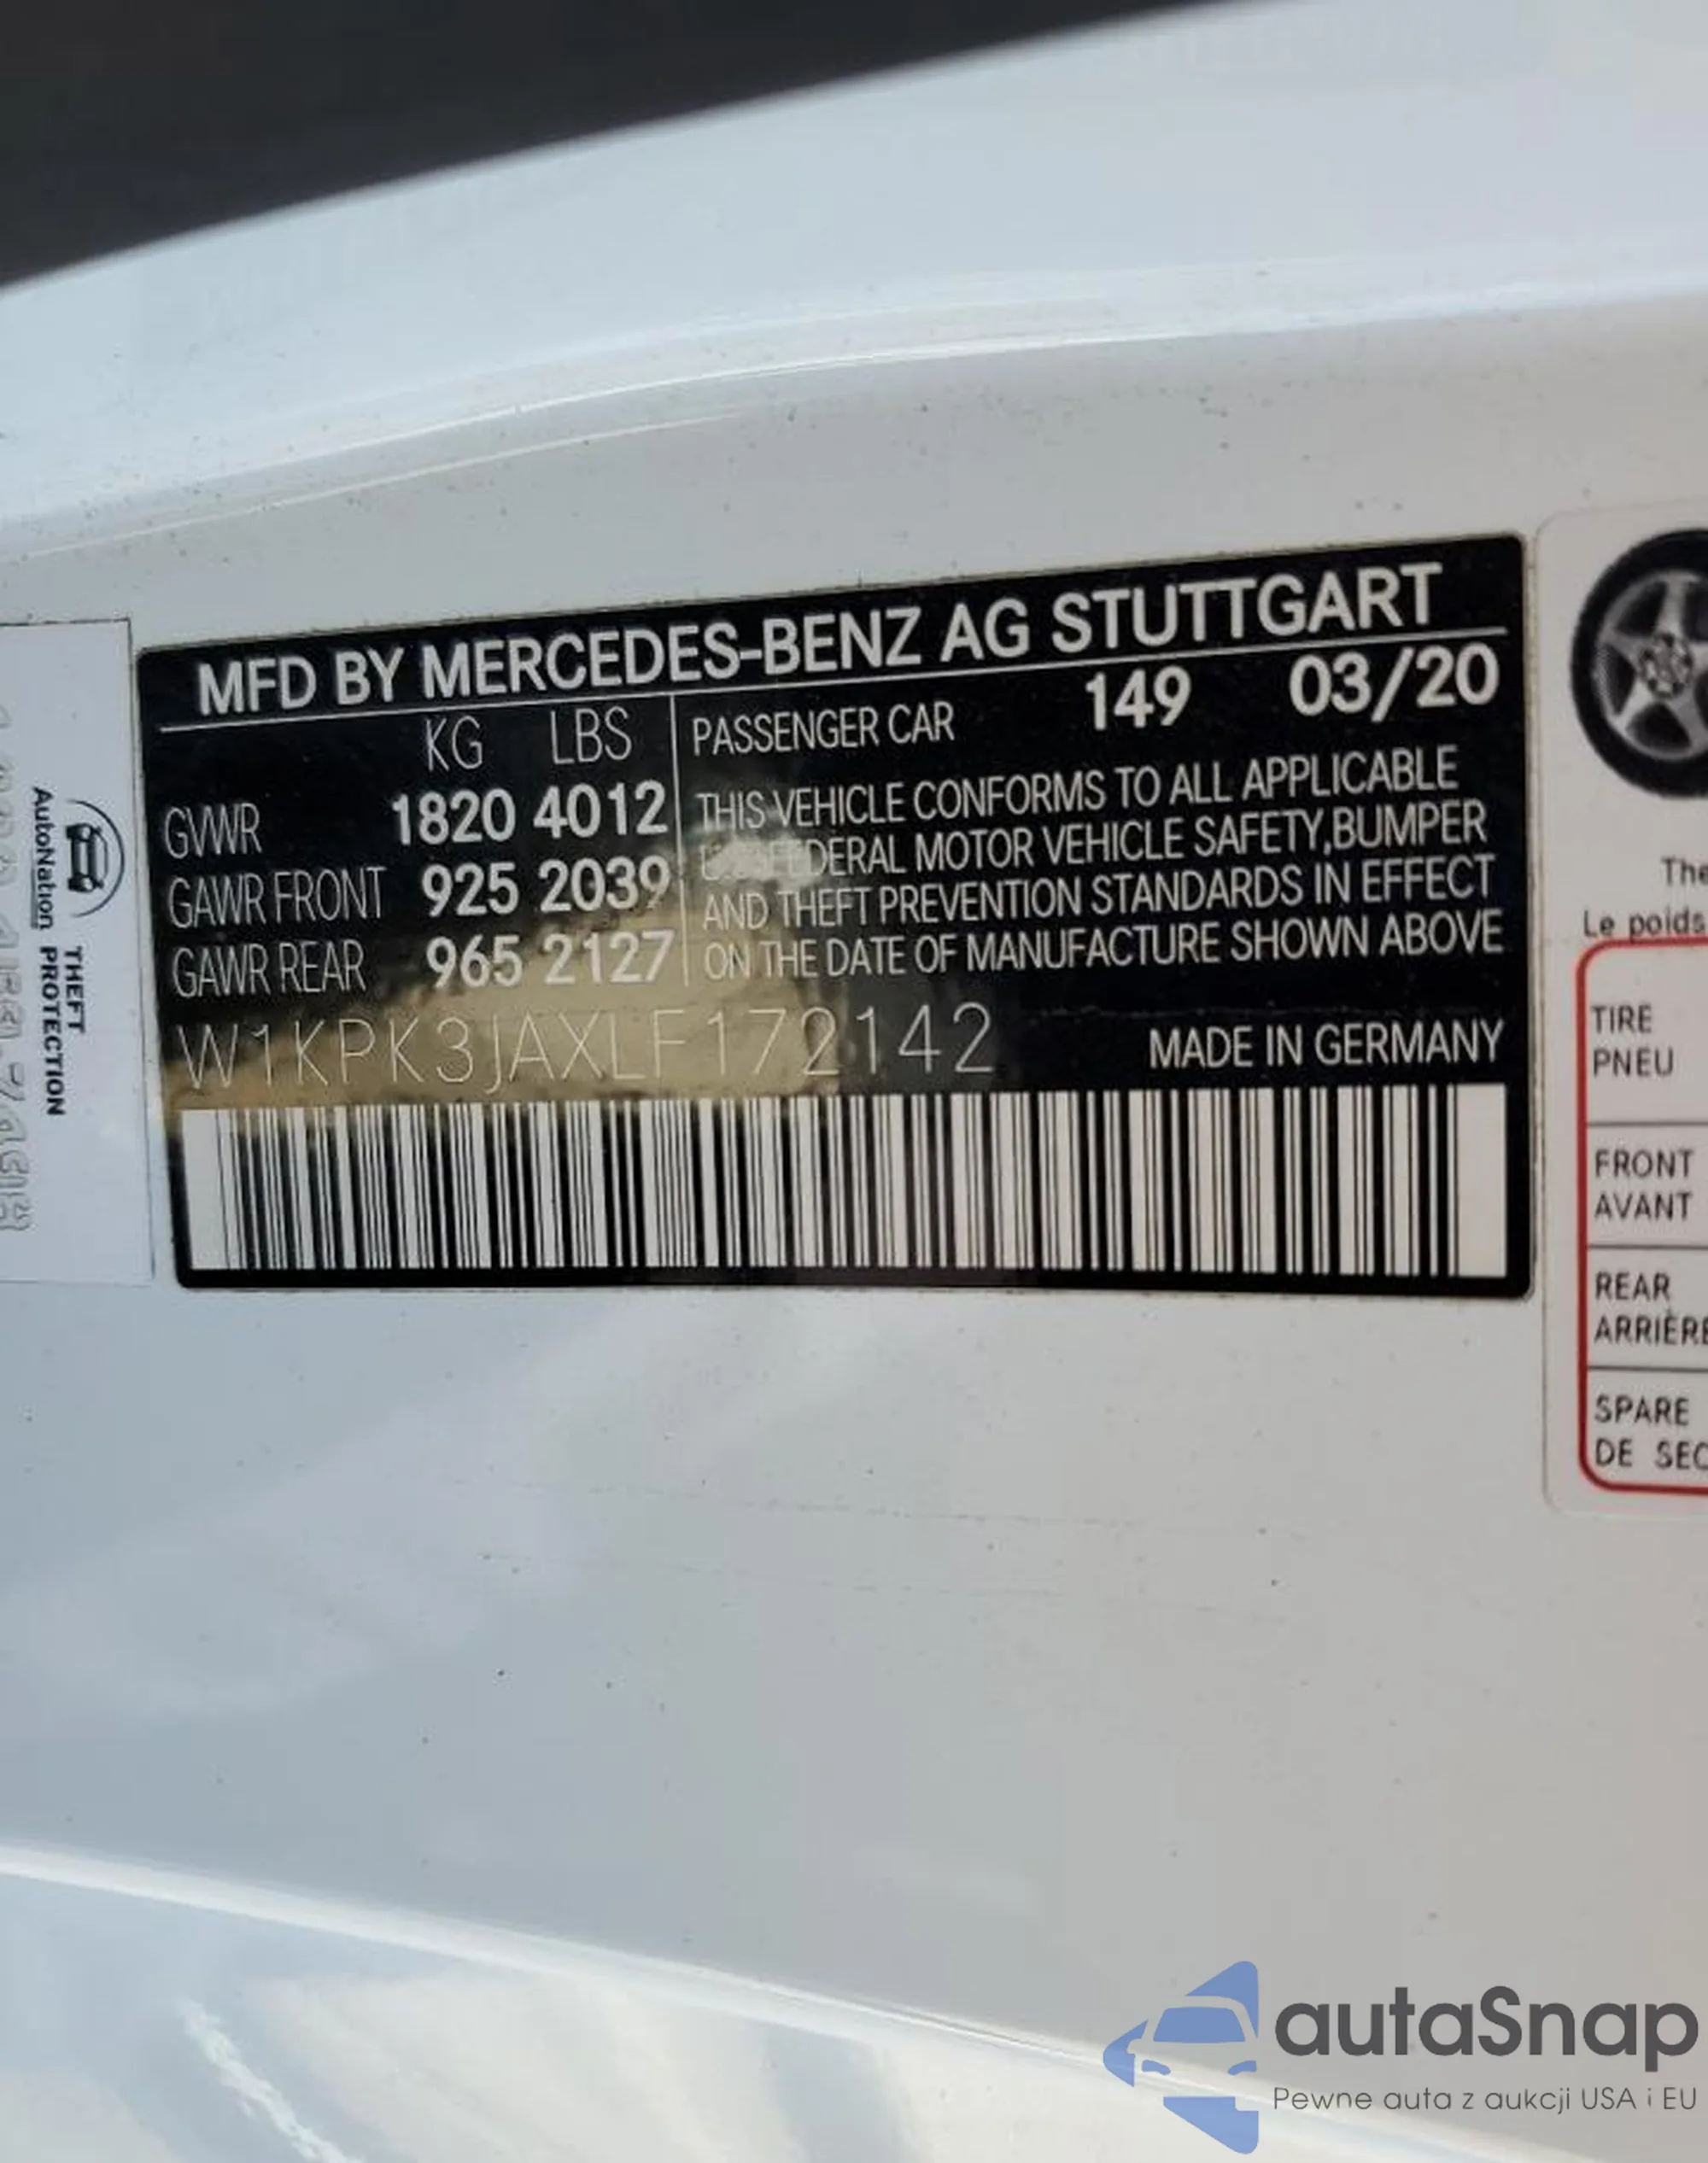 MFD BY MERCEDES-BENZ AG STUTTGART
KG LBS
GVWR 1820 4012
GAWR FRONT 925 2039
GAWR REAR 965 2127
PASSENGER CAR 149 03/20
THIS VEHICLE CONFORMS TO ALL APPLICABLE
FEDERAL MOTOR VEHICLE SAFETY, BUMPER
AND THEFT PREVENTION STANDARDS IN EFFECT
ON THE DATE OF MANUFACTURE SHOWN ABOVE
W1KPK3JAXLF172142
MADE IN GERMANY
AutoNation
THEFT
PROTECTION
The
Le poids
TIRE
PNEU
FRONT
AVANT
REAR
ARRIÈRE
SPARE
DE SEC
autaSnap
Pewne auta z aukcji USA i EU